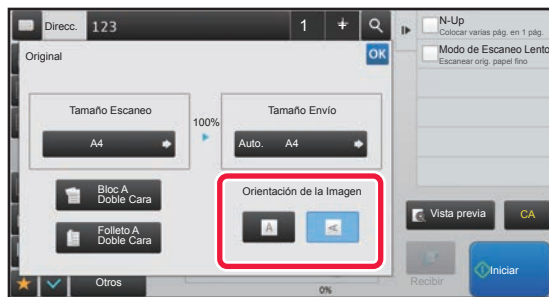 Direcc. 123 1 +
OK
N-Up
Colocar varias pág. en 1 pág.
Modo de Escaneo Lento
Escanear orig. papel fino
Original
Tamaño Escaneo
A4
100%
Tamaño Envío
Auto. A4
Bloc A
Doble Cara
Folleto A
Doble Cara
Orientación de la Imagen
A A
Vista previa
CA
Otros
0%
Recibir
Iniciar